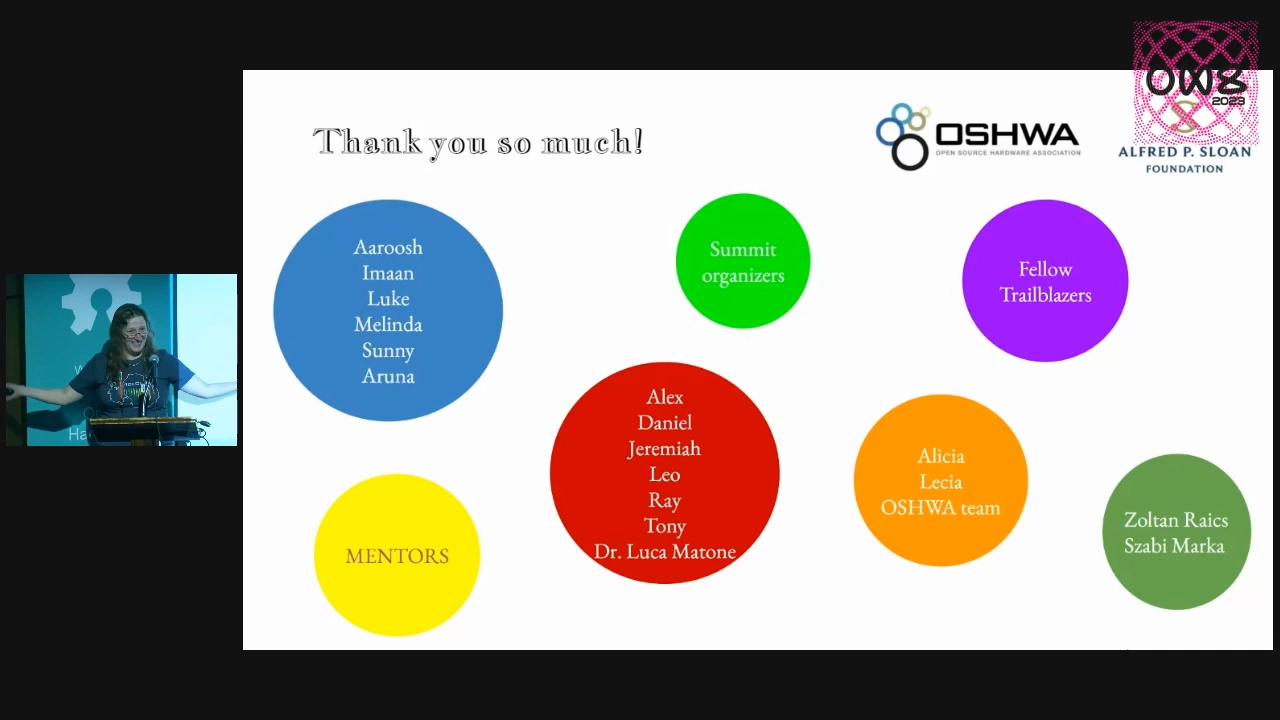 OHS
2023
Thank you so much!
OSHWA
OPEN SOURCE HARDWARE ASSOCIATION
ALFRED P. SLOAN
FOUNDATION
Aaroosh
Imaan
Luke
Melinda
Sunny
Aruna
Summit
organizers
Fellow
Trailblazers
Alex
Daniel
Jeremiah
Leo
Ray
Tony
Dr. Luca Matone
Alicia
Lecia
OSHWA team
MENTORS
Zoltan Raics
Szabi Marka